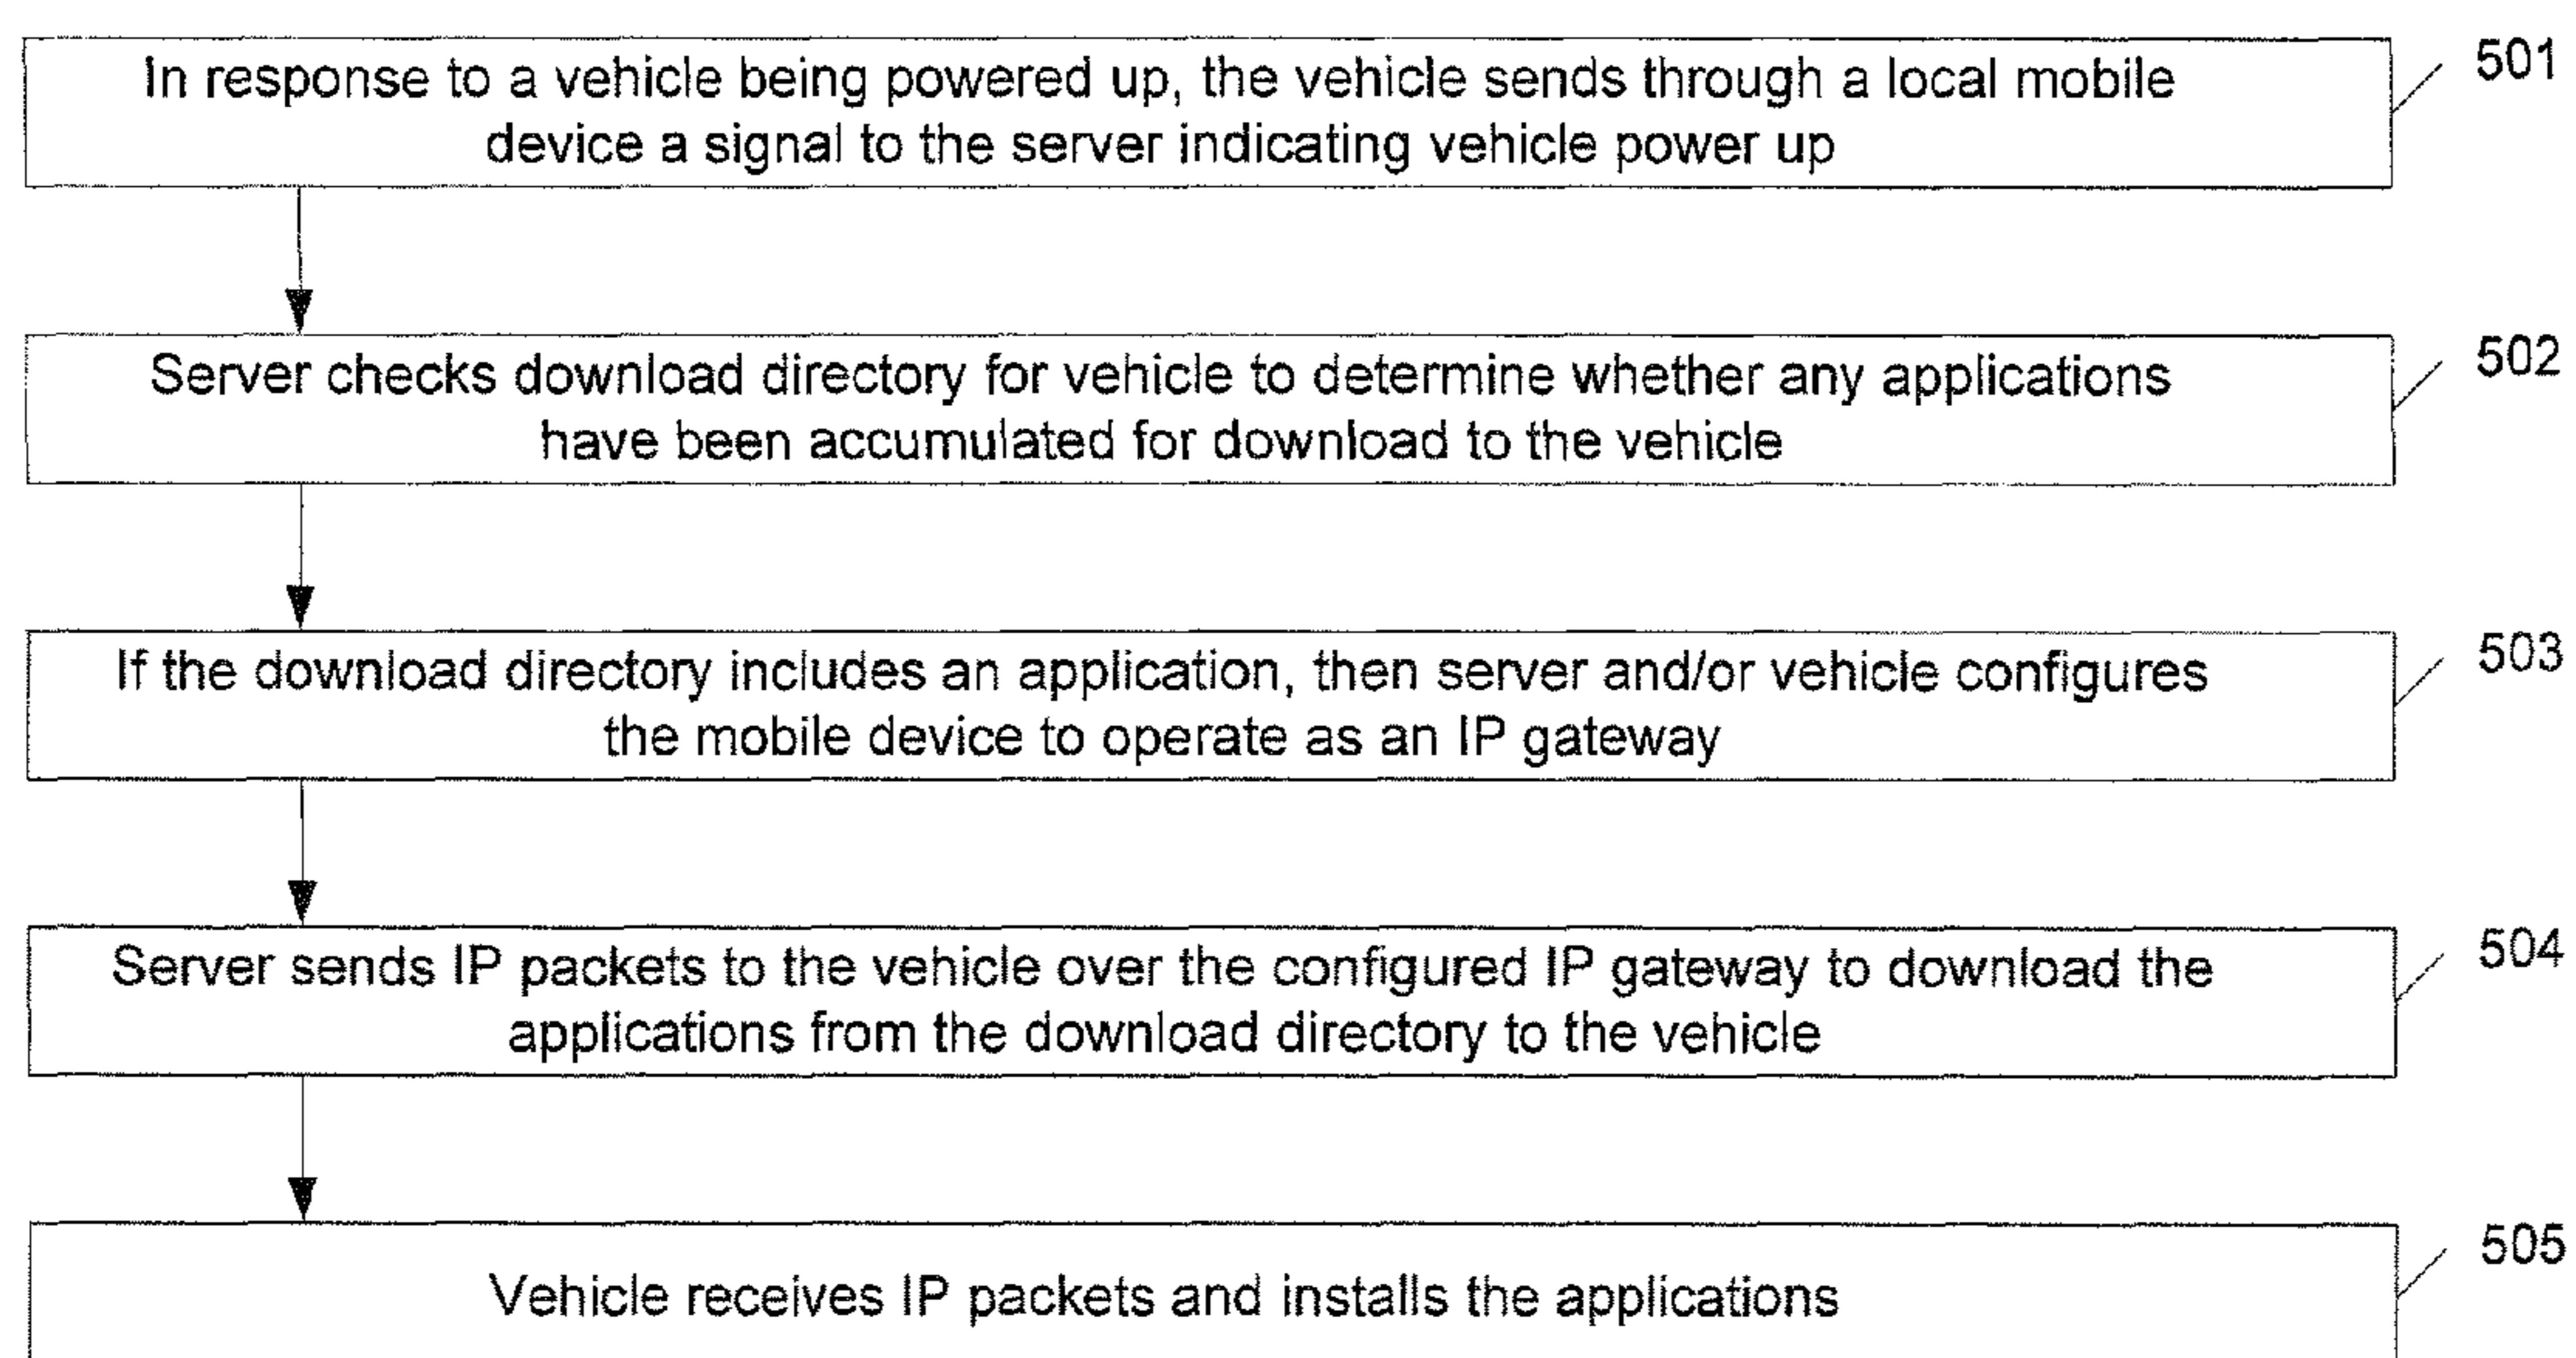 In response to a vehicle being powered up, the vehicle sends through a local mobile
device a signal to the server indicating vehicle power up
501
Server checks download directory for vehicle to determine whether any applications
have been accumulated for download to the vehicle
502
If the download directory includes an application, then server and/or vehicle configures
the mobile device to operate as an IP gateway
503
Server sends IP packets to the vehicle over the configured IP gateway to download the
applications from the download directory to the vehicle
504
Vehicle receives IP packets and installs the applications
505